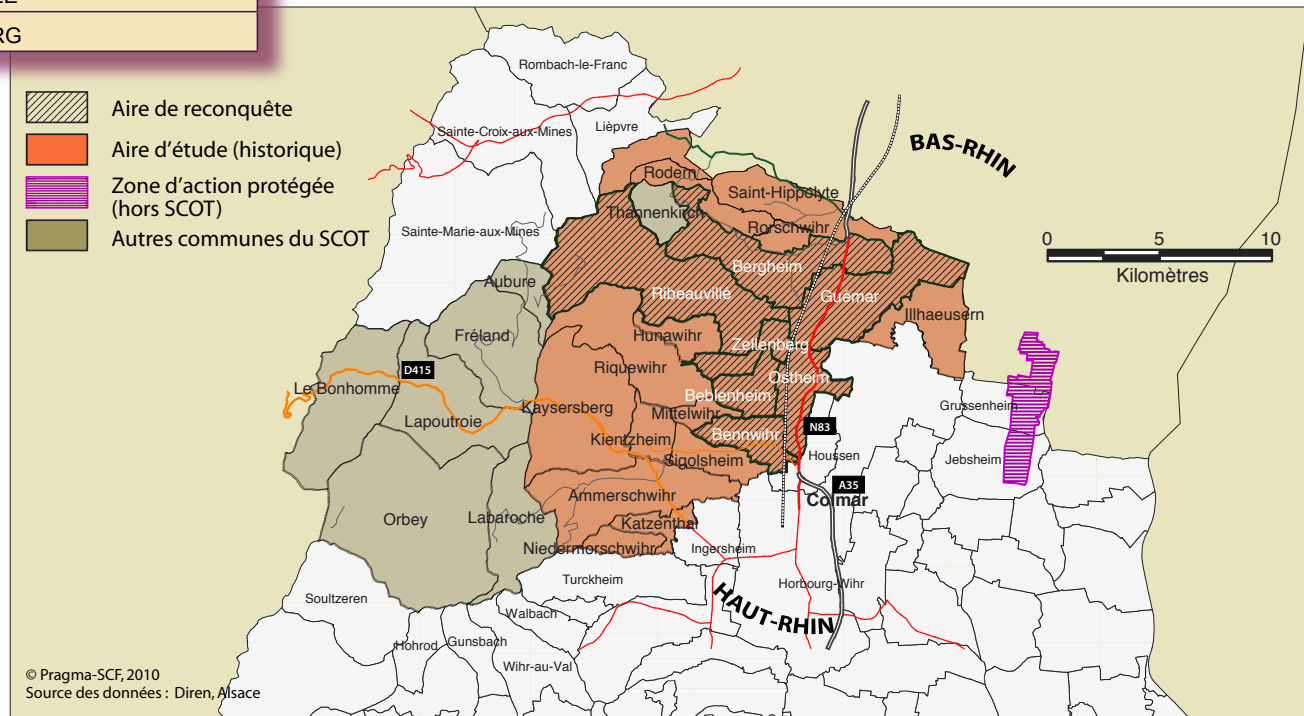 RG
Aire de reconquête
Aire d'étude (historique)
Zone d'action protégée
(hors SCOT)
Autres communes du SCOT
Rombach-le-Franc
Sainte-Croix-aux-Mines
Lièpvre
BAS-RHIN
Rodern
Saint-Hippolyte
Thannenkirch
Rorschwihr
Sainte-Marie-aux-Mines
0 5 10
Kilomètres
Bergheim
Aubure
Ribeauvillé
Guémar
Illhaeusern
Fréland
Hunawihr
Zellenberg
D415
Riquewihr
Ostheim
Le Bonhomme
Beblenheim
Grussenheim
Kaysersberg
Mittelwihr
Lapoutroie
N83
Bennwihr
Kientzheim
Houssen
Jebsheim
Sigolsheim
A35
Ammerschwihr
Colmar
Orbey
Labaroche
Katzenthal
Niedermorschwihr
Ingersheim
Turckheim
Horbourg-Wihr
Soultzeren
HAUT-RHIN
Walbach
Hohrod
Gunsbach
Wihr-au-Val
© Pragma-SCF, 2010
Source des données : Diren, Alsace